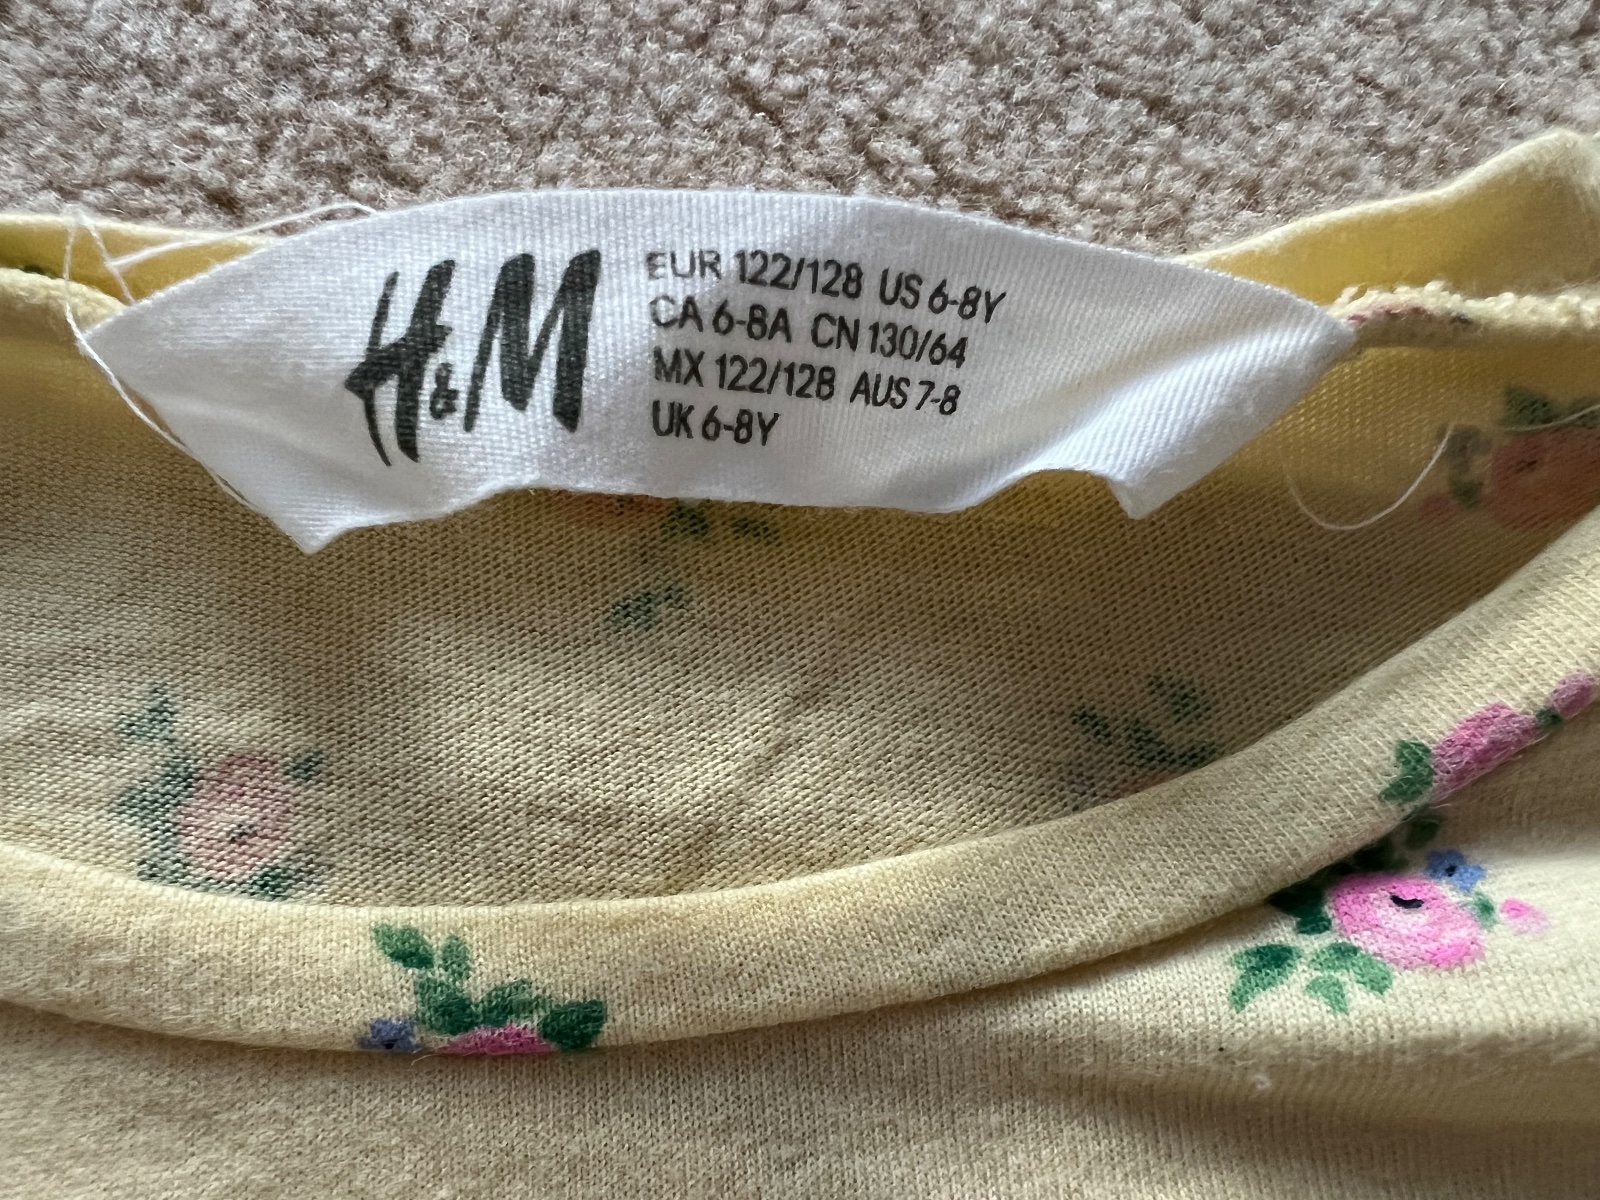 H&M
EUR 122/128 US 6-8Y
CA 6-8A CN 130/64
MX 122/128 AUS 7-8
UK 6-8Y